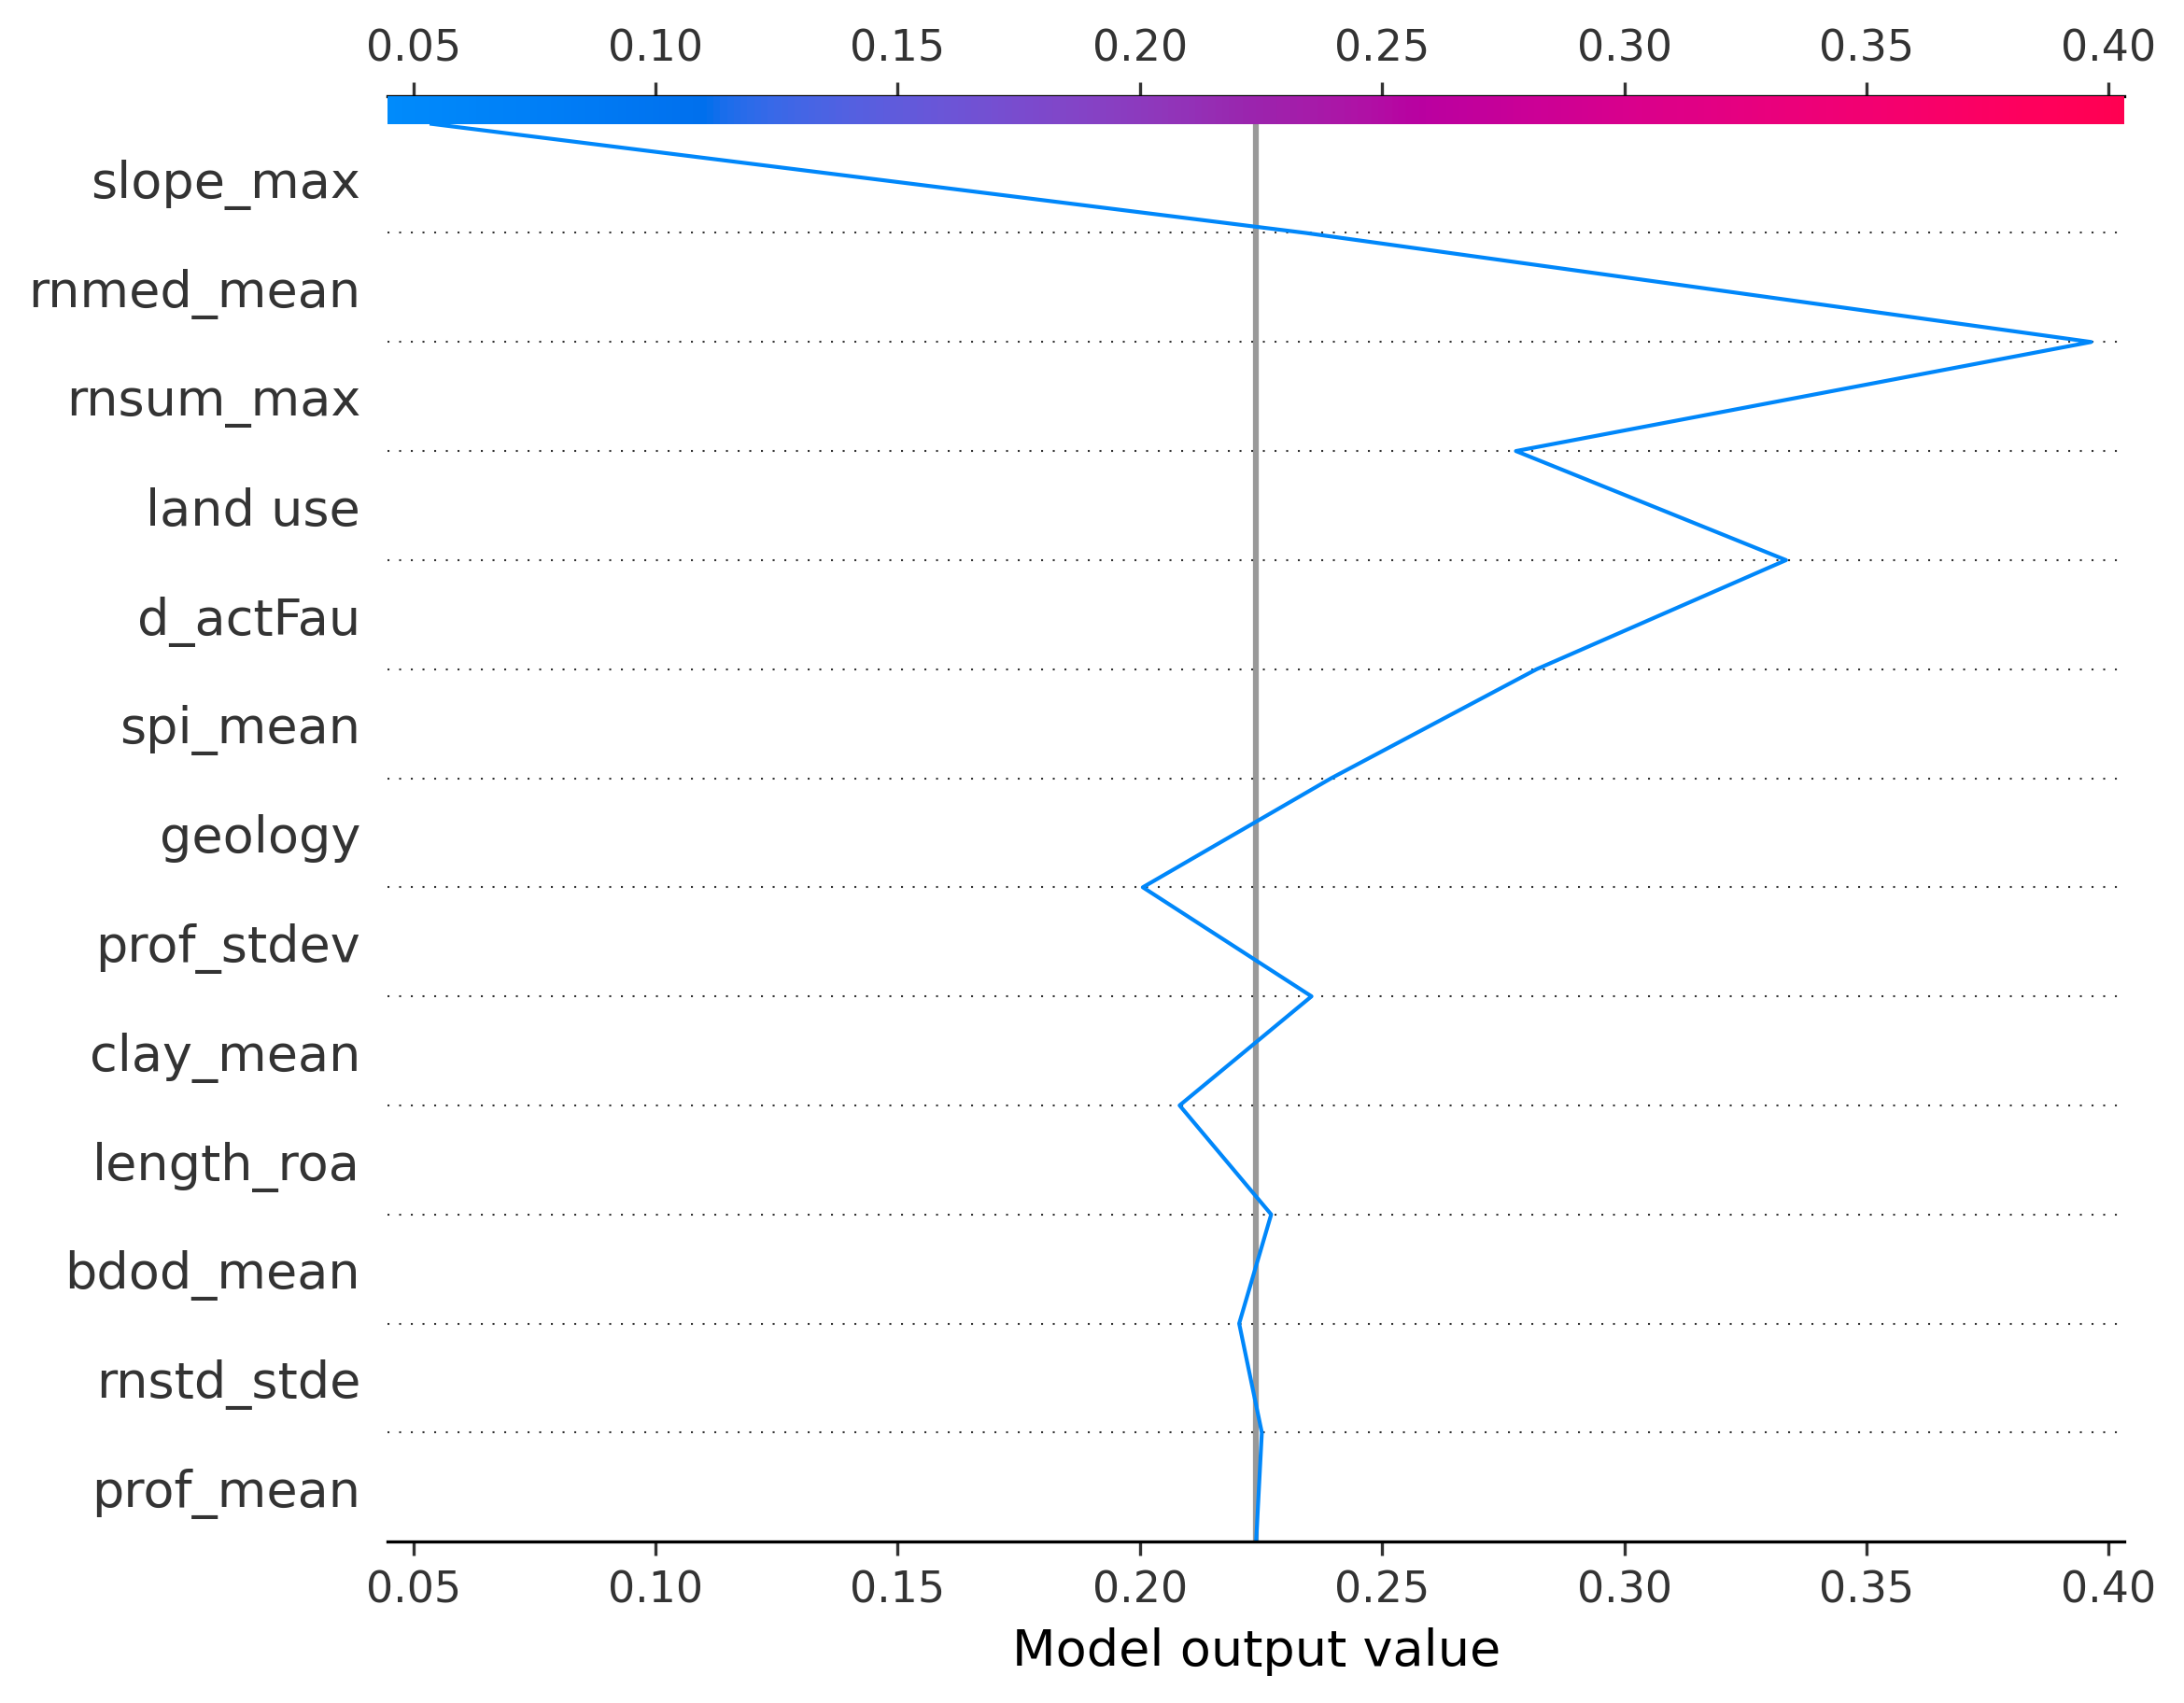 0.05 0.10 0.15 0.20 0.25 0.30 0.35 0.40
slope_max
rnmed_mean
rnsum_max
land use
d_actFau
spi_mean
geology
prof_stdev
clay_mean
length_roa
bdod_mean
rnstd_stde
prof_mean
0.05 0.10 0.15 0.20 0.25 0.30 0.35 0.40
Model output value